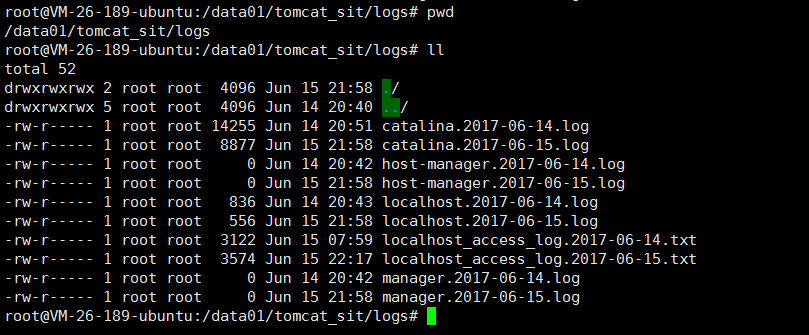 root@VM-26-189-ubuntu:/data01/tomcat_sit/logs# pwd
/data01/tomcat_sit/logs
root@VM-26-189-ubuntu:/data01/tomcat_sit/logs# ll
total 52
drwxrwxrwx 2 root root  4096 Jun 15 21:58 ./
drwxrwxrwx 5 root root  4096 Jun 14 20:40 ../
-rw-r----- 1 root root 14255 Jun 14 20:51 catalina.2017-06-14.log
-rw-r----- 1 root root  8877 Jun 15 21:58 catalina.2017-06-15.log
-rw-r----- 1 root root     0 Jun 14 20:42 host-manager.2017-06-14.log
-rw-r----- 1 root root     0 Jun 15 21:58 host-manager.2017-06-15.log
-rw-r----- 1 root root   836 Jun 14 20:43 localhost.2017-06-14.log
-rw-r----- 1 root root   556 Jun 15 21:58 localhost.2017-06-15.log
-rw-r----- 1 root root  3122 Jun 15 07:59 localhost_access_log.2017-06-14.txt
-rw-r----- 1 root root  3574 Jun 15 22:17 localhost_access_log.2017-06-15.txt
-rw-r----- 1 root root     0 Jun 14 20:42 manager.2017-06-14.log
-rw-r----- 1 root root     0 Jun 15 21:58 manager.2017-06-15.log
root@VM-26-189-ubuntu:/data01/tomcat_sit/logs#